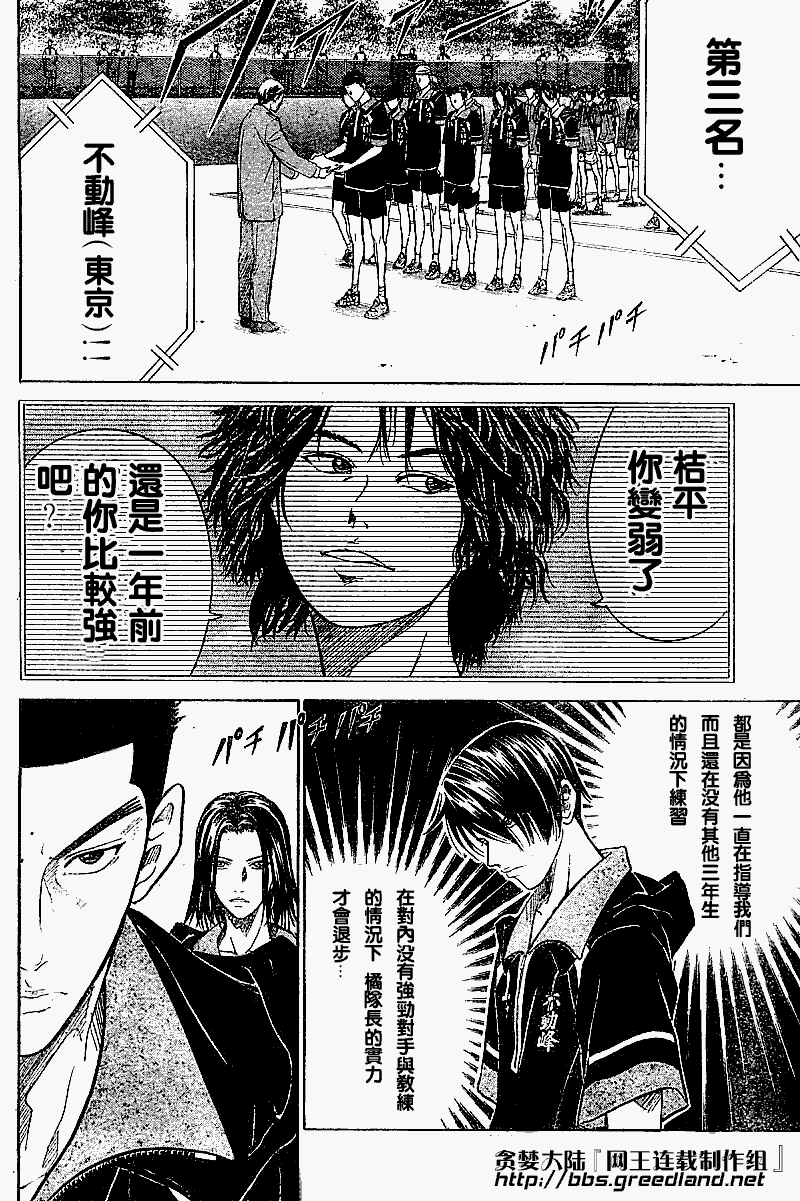 第三名…
不動峰(東京)!!
パチパチ
桔平
你變弱了
還是一年前
的你比較強
吧?
都是因為他一直在指導我們
而且還在没有其他三年生
的情況下練習
パチパチ
パチ
在對內没有強勁對手與教練
的情況下 橘隊長的實力
才會退步…
不動峰
贪婪大陆『网王连载制作组』
http://bbs.greedland.net